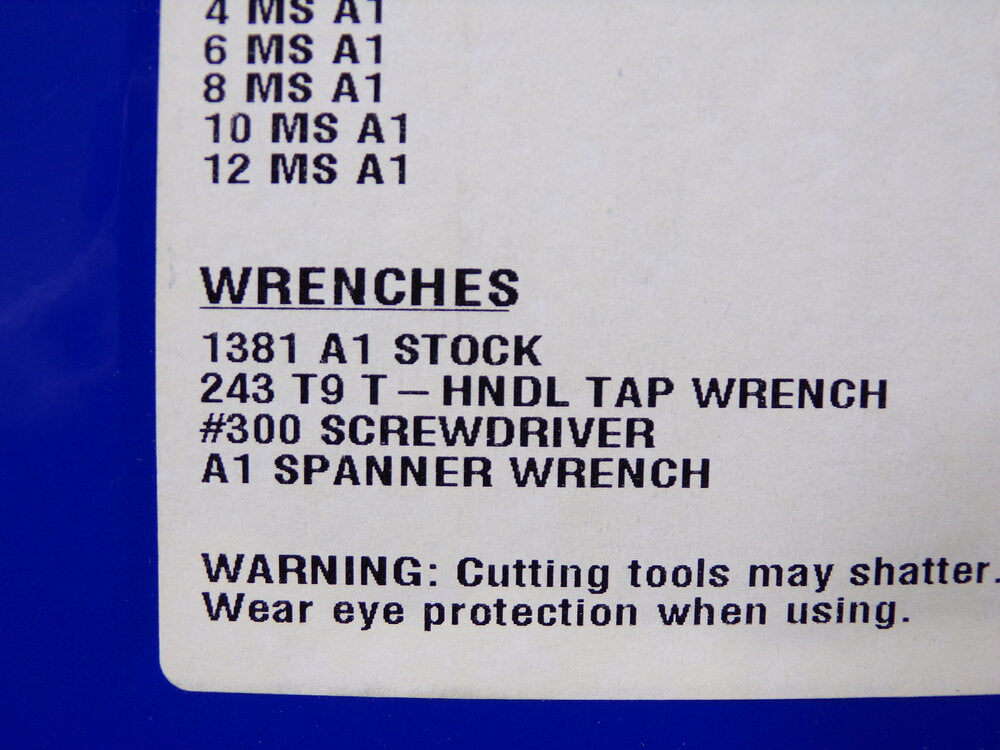 4 MS A1
6 MS A1
8 MS A1
10 MS A1
12 MS A1
WRENCHES
1381 A1 STOCK
243 T9 T – HNDL TAP WRENCH
#300 SCREWDRIVER
A1 SPANNER WRENCH
WARNING: Cutting tools may shatter.
Wear eye protection when using.